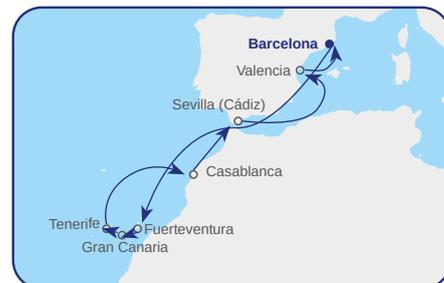 Barcelona
Valencia
Sevilla (Cádiz)
Casablanca
Tenerife
Fuerteventura
Gran Canaria